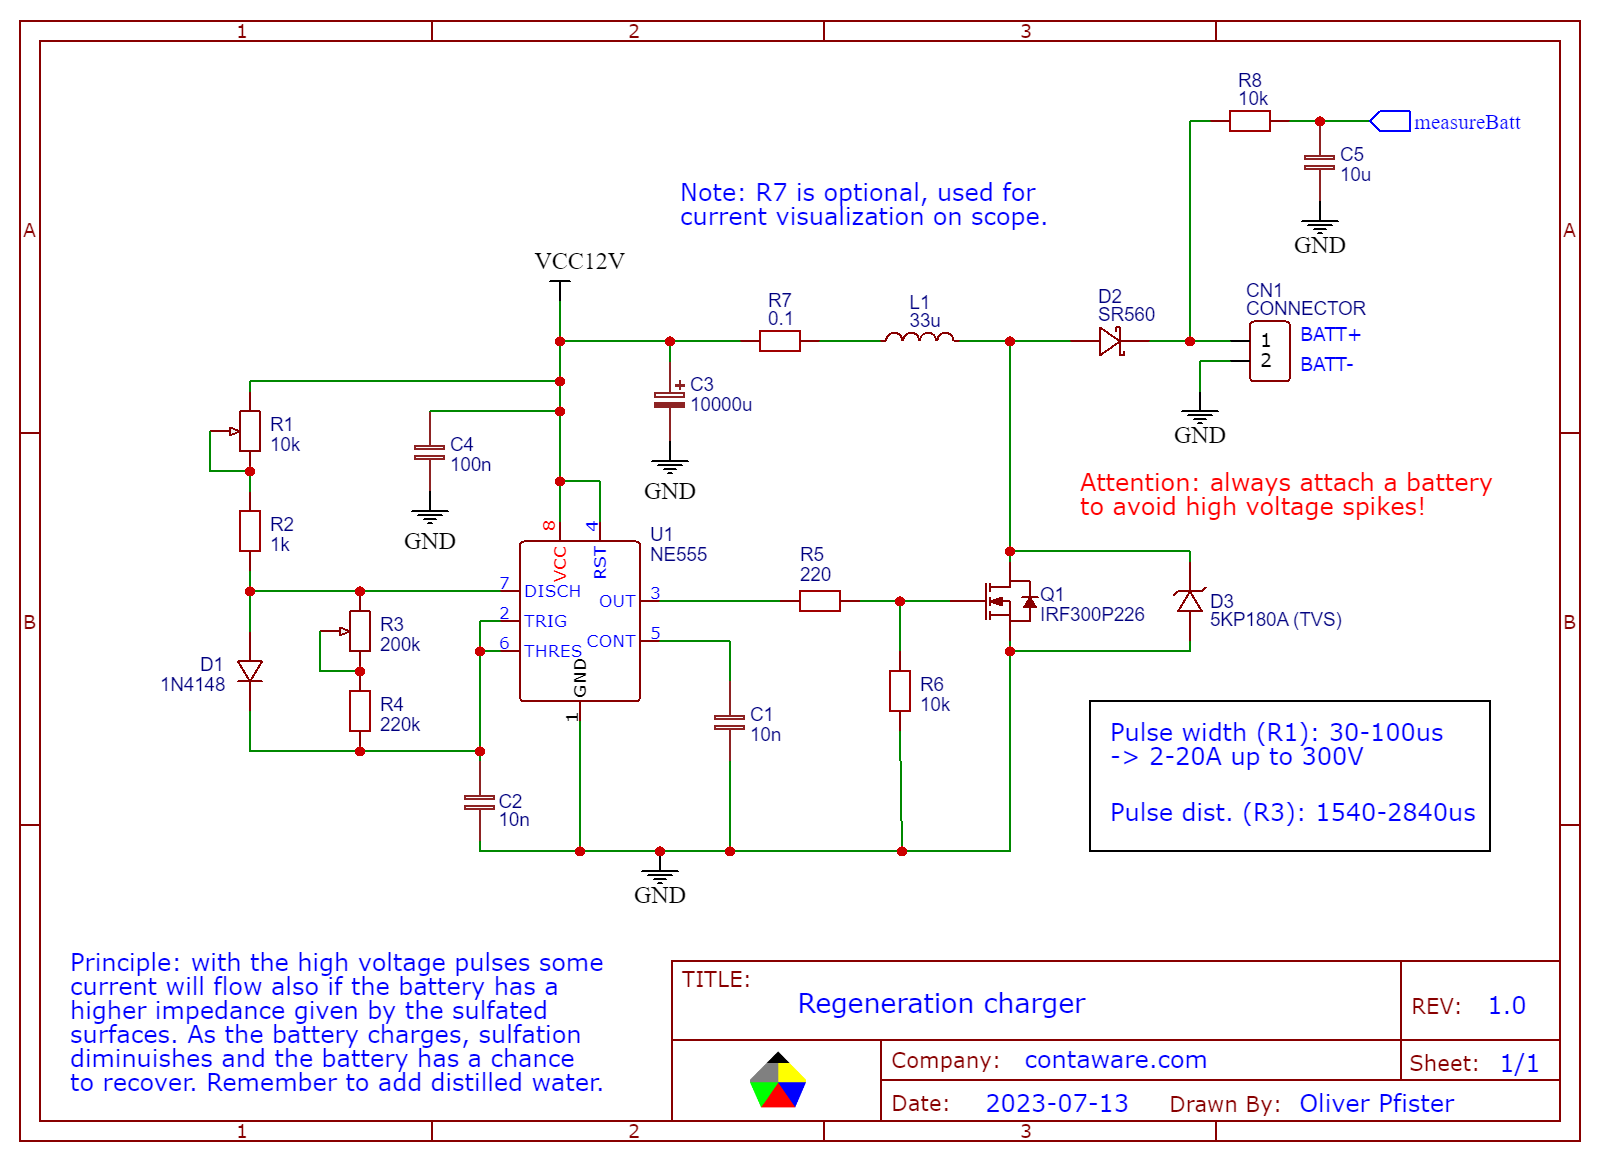 1 2 3
A A
R8
10k
measureBatt
C5
10u
GND
Note: R7 is optional, used for
current visualization on scope.
VCC12V
R7
0.1
L1
33u
D2
SR560
CN1
CONNECTOR
1 BATT+
2 BATT-
GND
C3
10000u
GND
R1
10k
C4
100n
GND
Attention: always attach a battery
to avoid high voltage spikes!
R2
1k
8 4
VCC RST
U1
NE555
7 DISCH
2 TRIG
6 THRES
OUT 3
CONT 5
GND
1
R5
220
Q1
IRF300P226
D3
5KP180A (TVS)
B B
R3
200k
D1
1N4148
R4
220k
R6
10k
C1
10n
C2
10n
GND
Pulse width (R1): 30-100us
-> 2-20A up to 300V
Pulse dist. (R3): 1540-2840us
Principle: with the high voltage pulses some
current will flow also if the battery has a
higher impedance given by the sulfated
surfaces. As the battery charges, sulfation
diminuishes and the battery has a chance
to recover. Remember to add distilled water.
TITLE:
Regeneration charger
REV: 1.0
Company: contaware.com
Sheet: 1/1
Date: 2023-07-13 Drawn By: Oliver Pfister
1 2 3